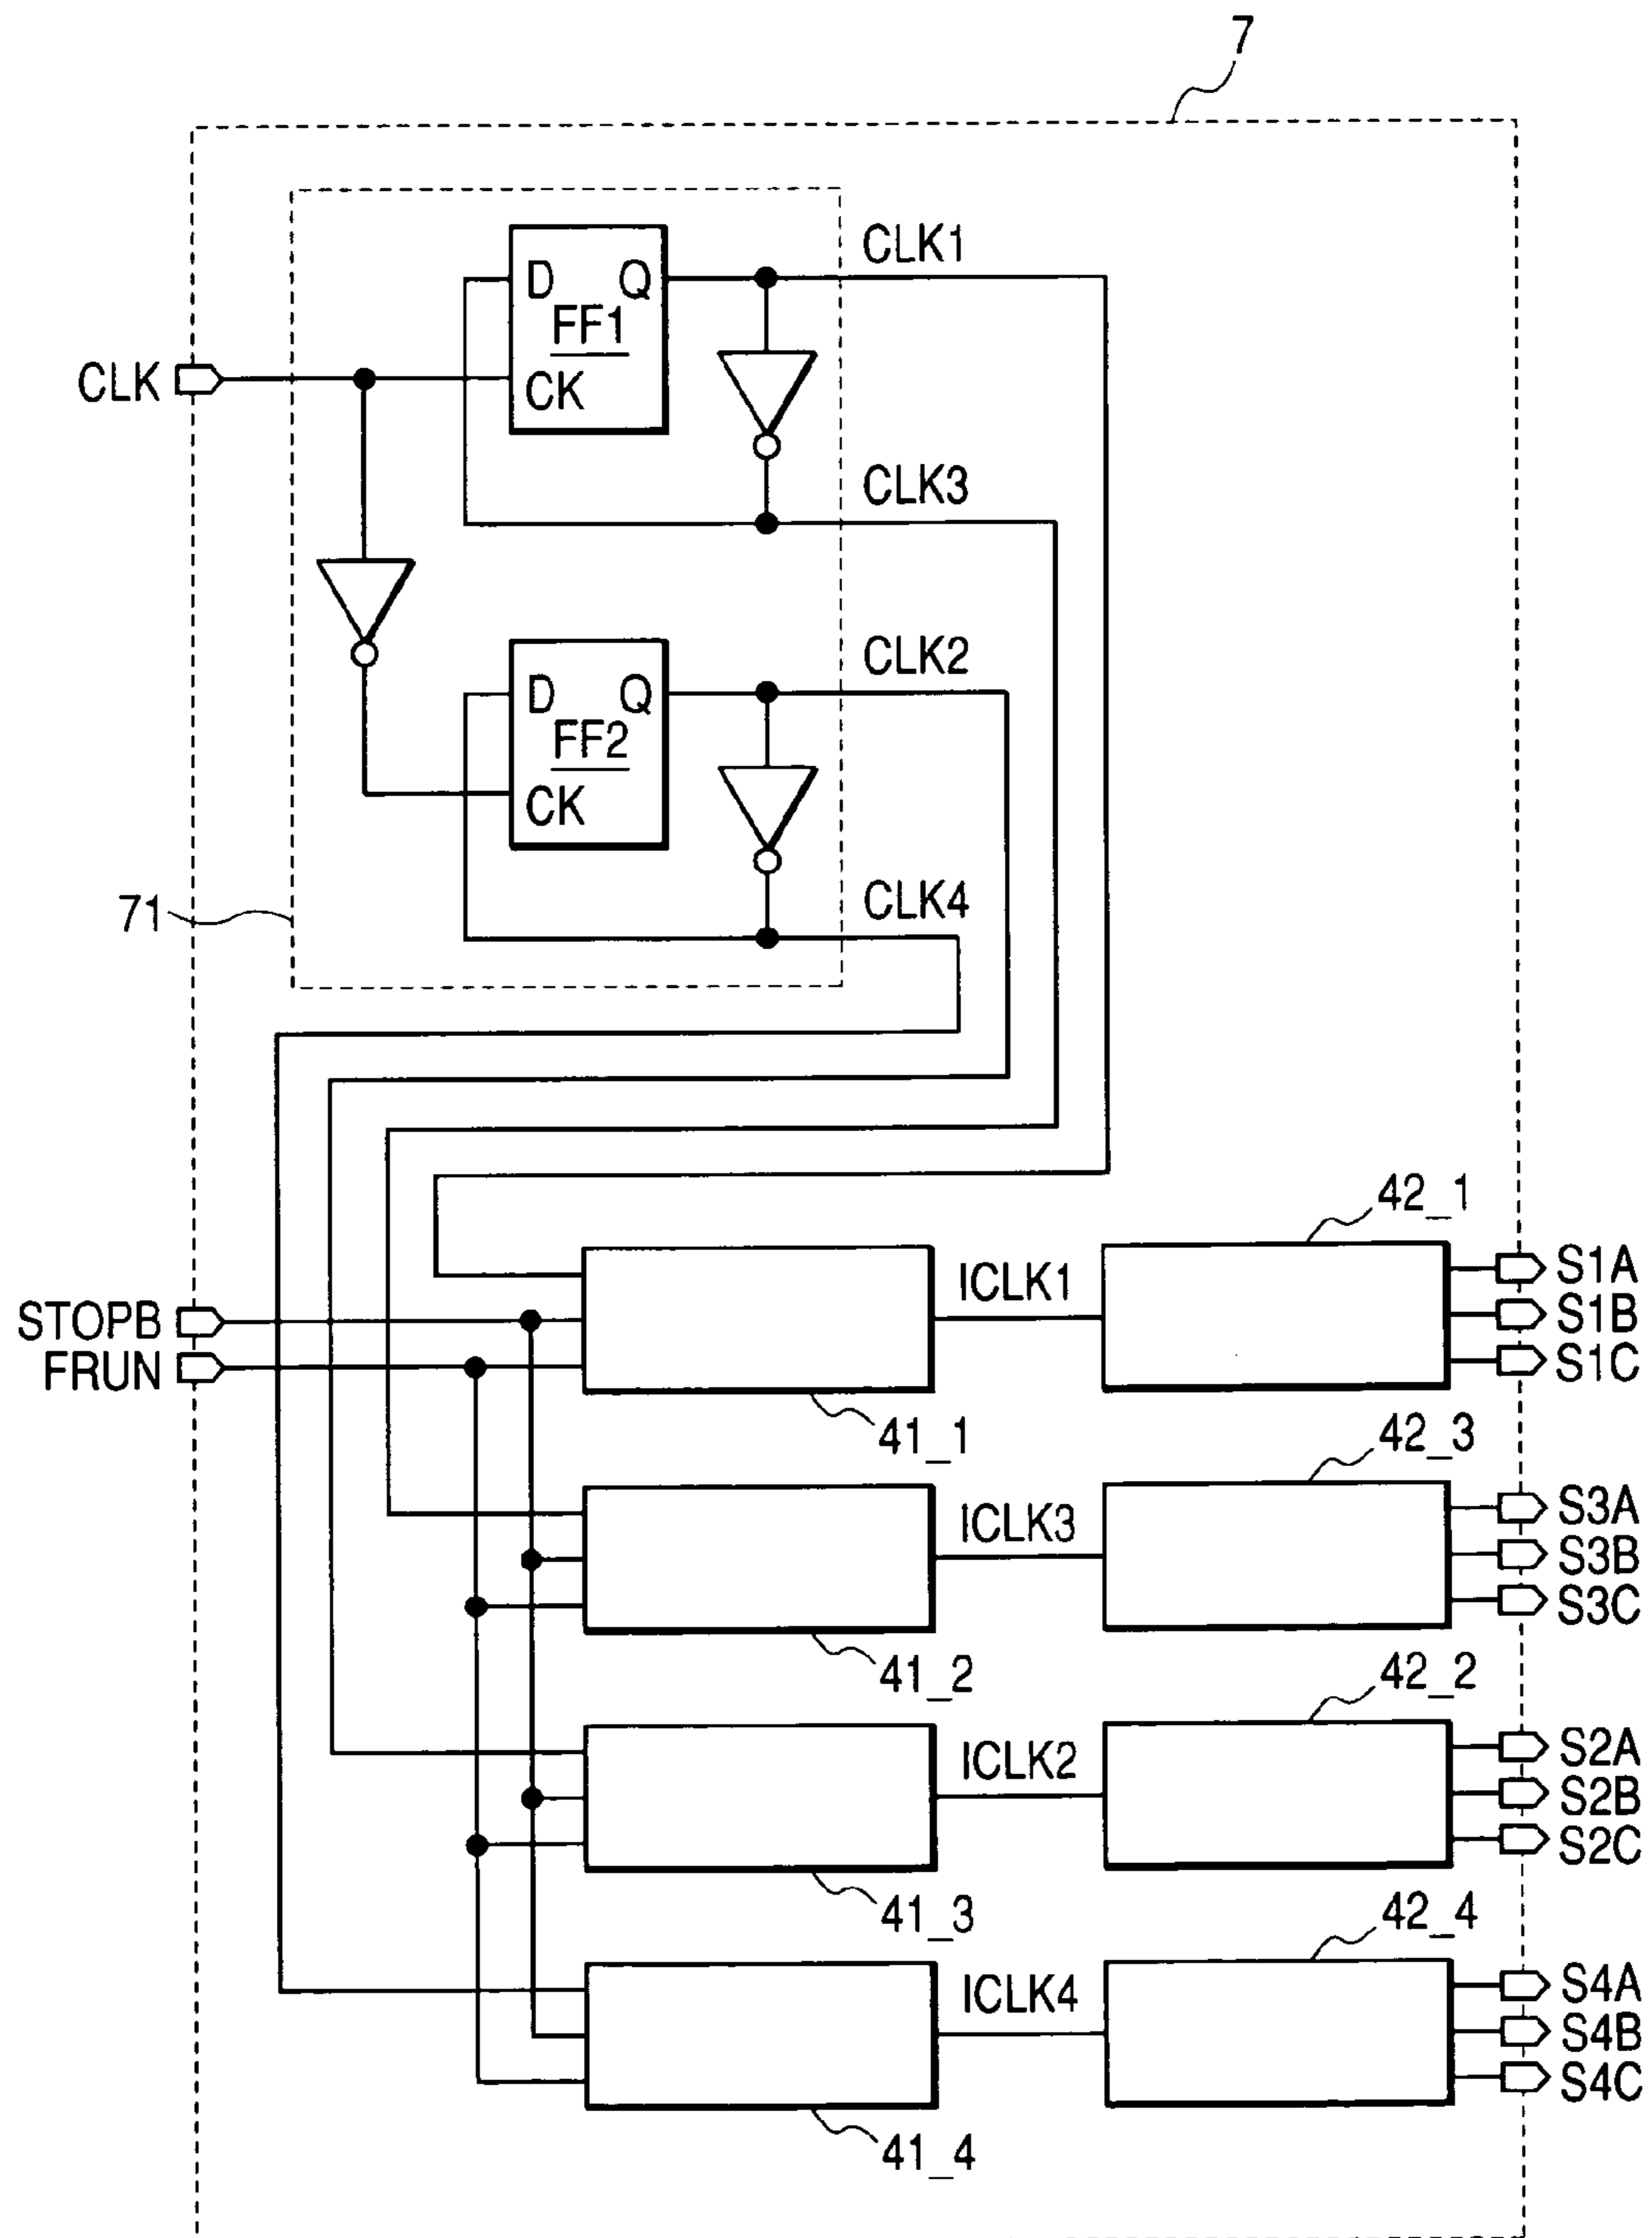 7
CLK1
D Q
FF1
CLK
CK
CLK3
CLK2
D Q
FF2
CK
71
CLK4
42_1
ICLK1
S1A
STOPB
S1B
FRUN
S1C
41_1
42_3
ICLK3
S3A
S3B
S3C
41_2
42_2
ICLK2
S2A
S2B
S2C
41_3
42_4
ICLK4
S4A
S4B
S4C
41_4